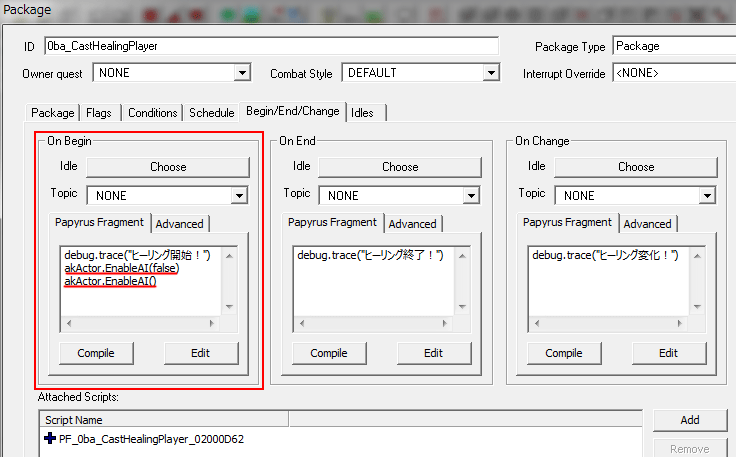 Package
ID 0ba_CastHealingPlayer Package Type Package
Owner quest NONE Combat Style DEFAULT Interrupt Override <NONE>
Package Flags Conditions Schedule Begin/End/Change Idles
On Begin
Idle Choose
Topic NONE
Papyrus Fragment Advanced
debug.trace("ヒーリング開始！")
akActor.EnableAI(false)
akActor.EnableAI()
Compile Edit
On End
Idle Choose
Topic NONE
Papyrus Fragment Advanced
debug.trace("ヒーリング終了！")
Compile Edit
On Change
Idle Choose
Topic NONE
Papyrus Fragment Advanced
debug.trace("ヒーリング変化！")
Compile Edit
Attached Scripts:
Script Name
PF_0ba_CastHealingPlayer_02000D62
Add
Remove